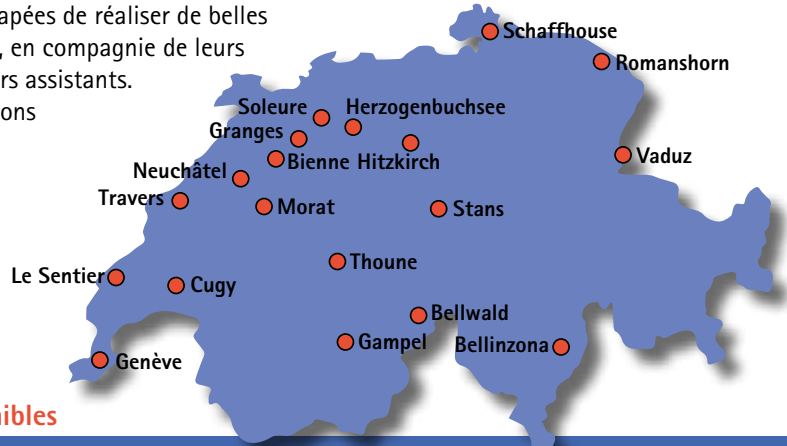 apées de réaliser de belles
, en compagnie de leurs
rs assistants.
ons
Schaffhouse
Romanshorn
Soleure
Herzogenbuchsee
Granges
Bienne
Hitzkirch
Vaduz
Neuchâtel
Travers
Morat
Stans
Thoune
Le Sentier
Cugy
Bellwald
Gampel
Bellinzona
Genève
nibles